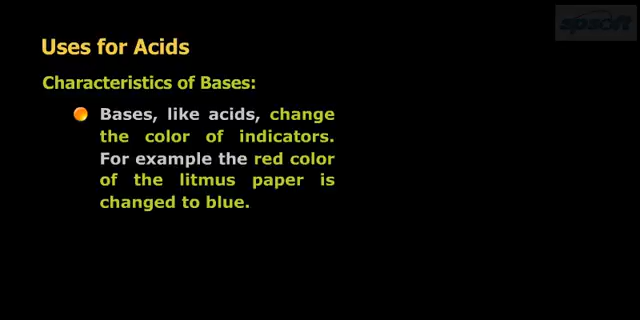 spsoft
Uses for Acids
Characteristics of Bases:
Bases, like acids, change
the color of indicators.
For example the red color
of the litmus paper is
changed to blue.